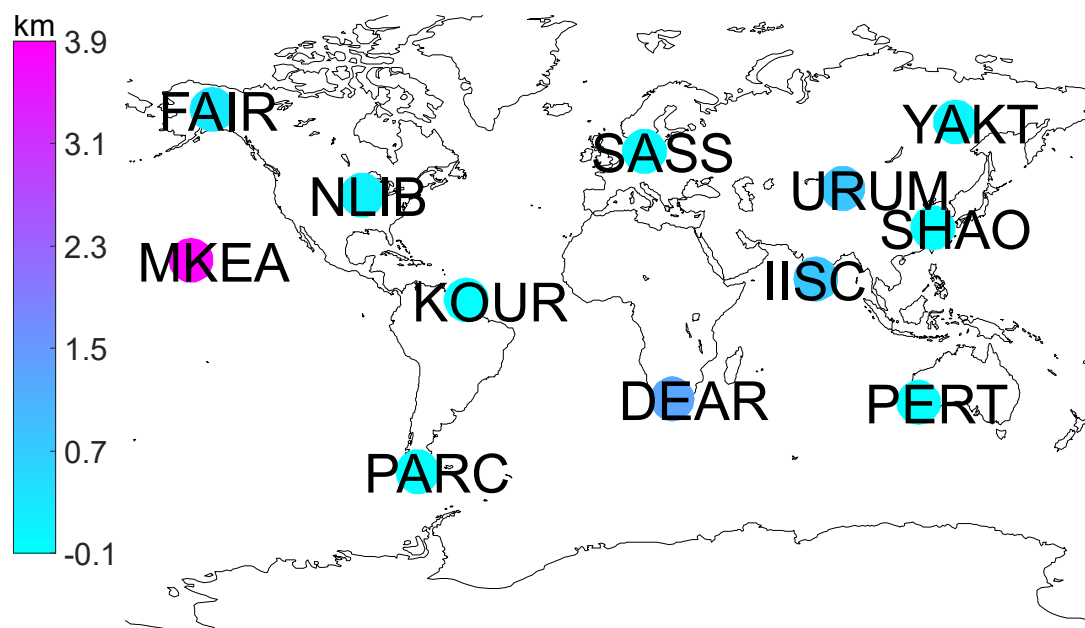 km
3.9
3.1
2.3
1.5
0.7
-0.1
FAIR
YAKT
SASS
NLIB
URUM
SHAO
MKEA
IISC
KOUR
DEAR
PERT
PARC